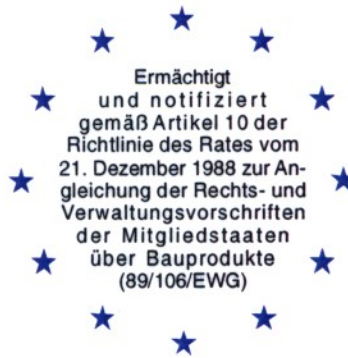 Ermächtigt
und notifiziert
gemäß Artikel 10 der
Richtlinie des Rates vom
21. Dezember 1988 zur An-
gleichung der Rechts- und
Verwaltungsvorschriften
der Mitgliedstaaten
über Bauprodukte
(89/106/EWG)